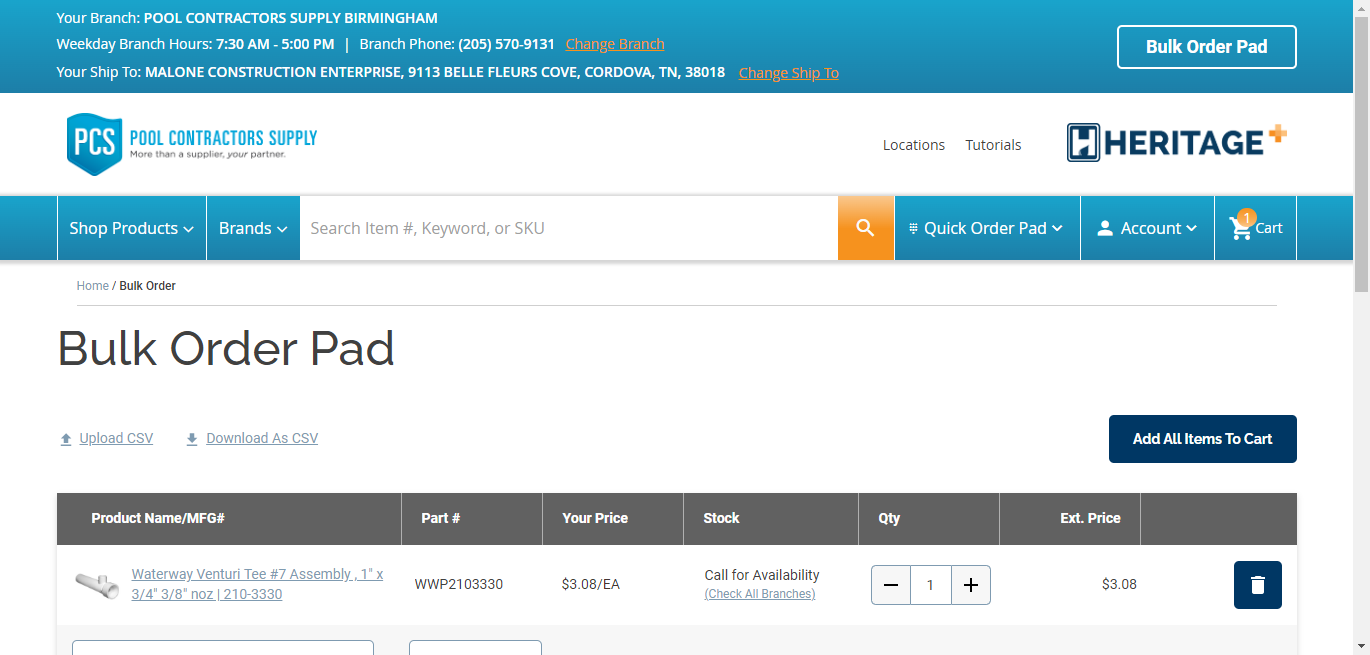 Your Branch: POOL CONTRACTORS SUPPLY BIRMINGHAM
Weekday Branch Hours: 7:30 AM - 5:00 PM | Branch Phone: (205) 570-9131 Change Branch
Your Ship To: MALONE CONSTRUCTION ENTERPRISE, 9113 BELLE FLEURS COVE, CORDOVA, TN, 38018 Change Ship To
Bulk Order Pad
PCS POOL CONTRACTORS SUPPLY
More than a supplier, your partner.
Locations Tutorials
H HERITAGE+
Shop Products Brands Search Item #, Keyword, or SKU Quick Order Pad Account 1 Cart
Home / Bulk Order
Bulk Order Pad
Upload CSV Download As CSV Add All Items To Cart
Product Name/MFG# Part # Your Price Stock Qty Ext. Price
Waterway Venturi Tee #7 Assembly , 1" x
3/4" 3/8" noz | 210-3330
WWP2103330 $3.08/EA
Call for Availability
(Check All Branches)
1 $3.08